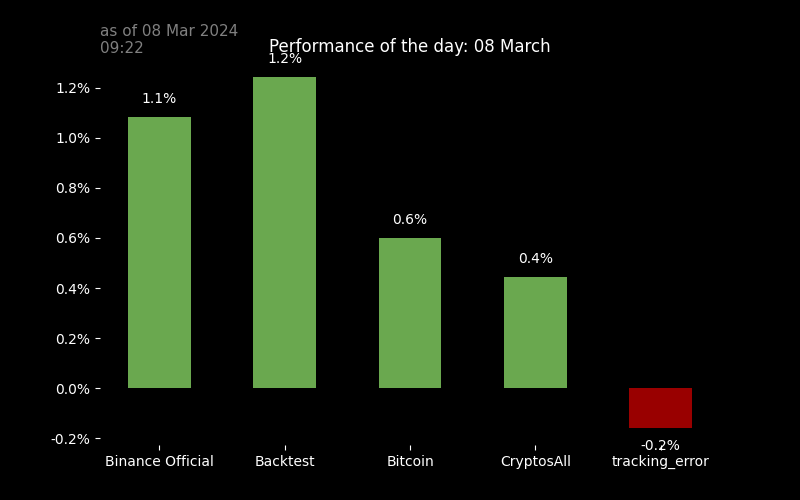 as of 08 Mar 2024
09:22
Performance of the day: 08 March
1.2%
1.2%
1.1%
1.0%
0.8%
0.6%
0.6%
0.4%
0.4%
0.2%
0.0%
-0.2%
-0.2%
Binance Official
Backtest
Bitcoin
CryptosAll
tracking_error